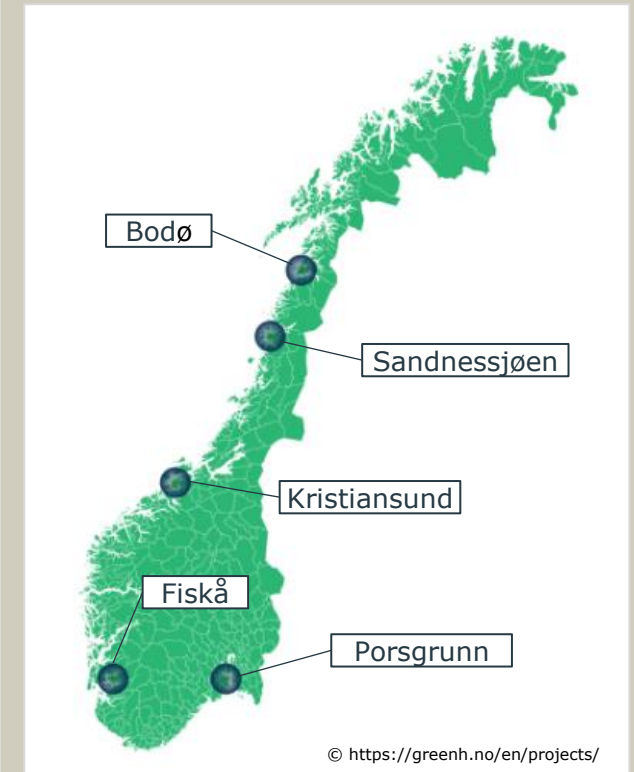 Bodø
Sandnessjøen
Kristiansund
Fiskå
Porsgrunn
© https://greenh.no/en/projects/